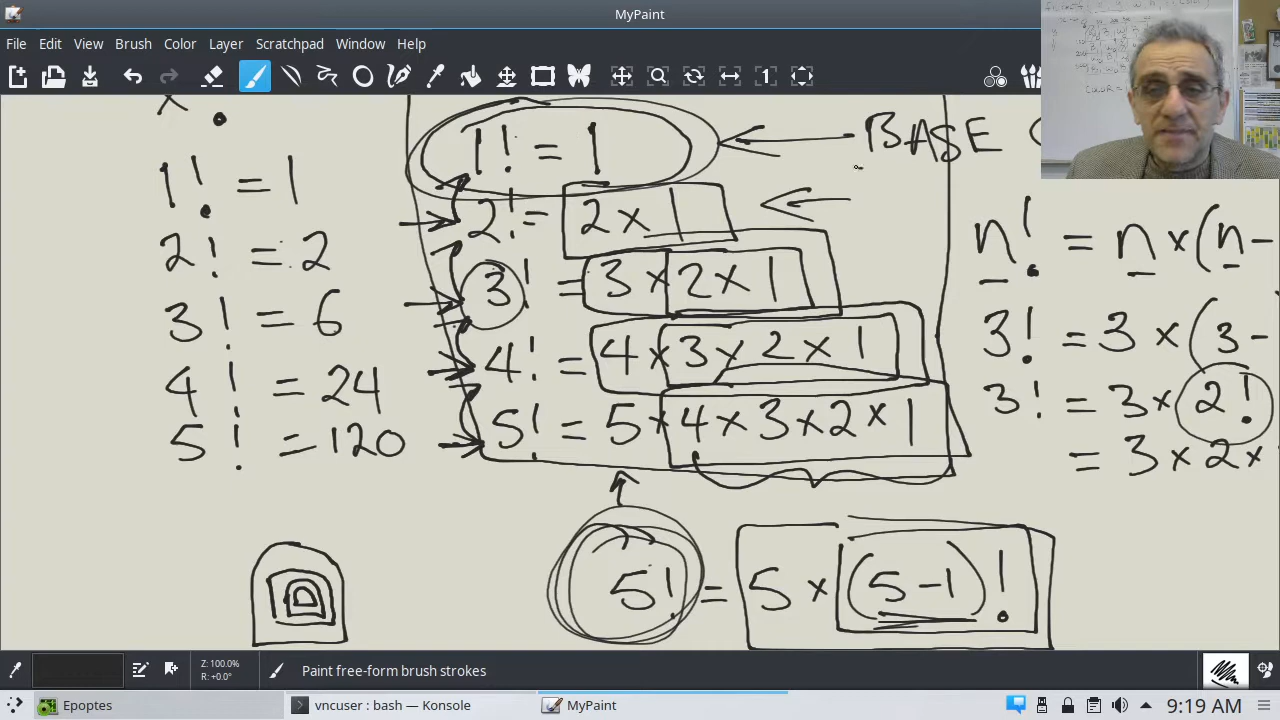 MyPaint
File Edit View Brush Color Layer Scratchpad Window Help
x!
1! = 1
2! = 2
3! = 6
4! = 24
5! = 120
1! = 1
2! = 2 x 1
3! = 3 x 2 x 1
4! = 4 x 3 x 2 x 1
5! = 5 x 4 x 3 x 2 x 1
BASE
n! = n x (n-
3! = 3 x (3-
3! = 3 x 2!
= 3 x 2 x
5! = 5 x (5-1)!
Z: 100.0%
R: +0.0°
Paint free-form brush strokes
Epoptes
vncuser : bash — Konsole
MyPaint
9:19 AM